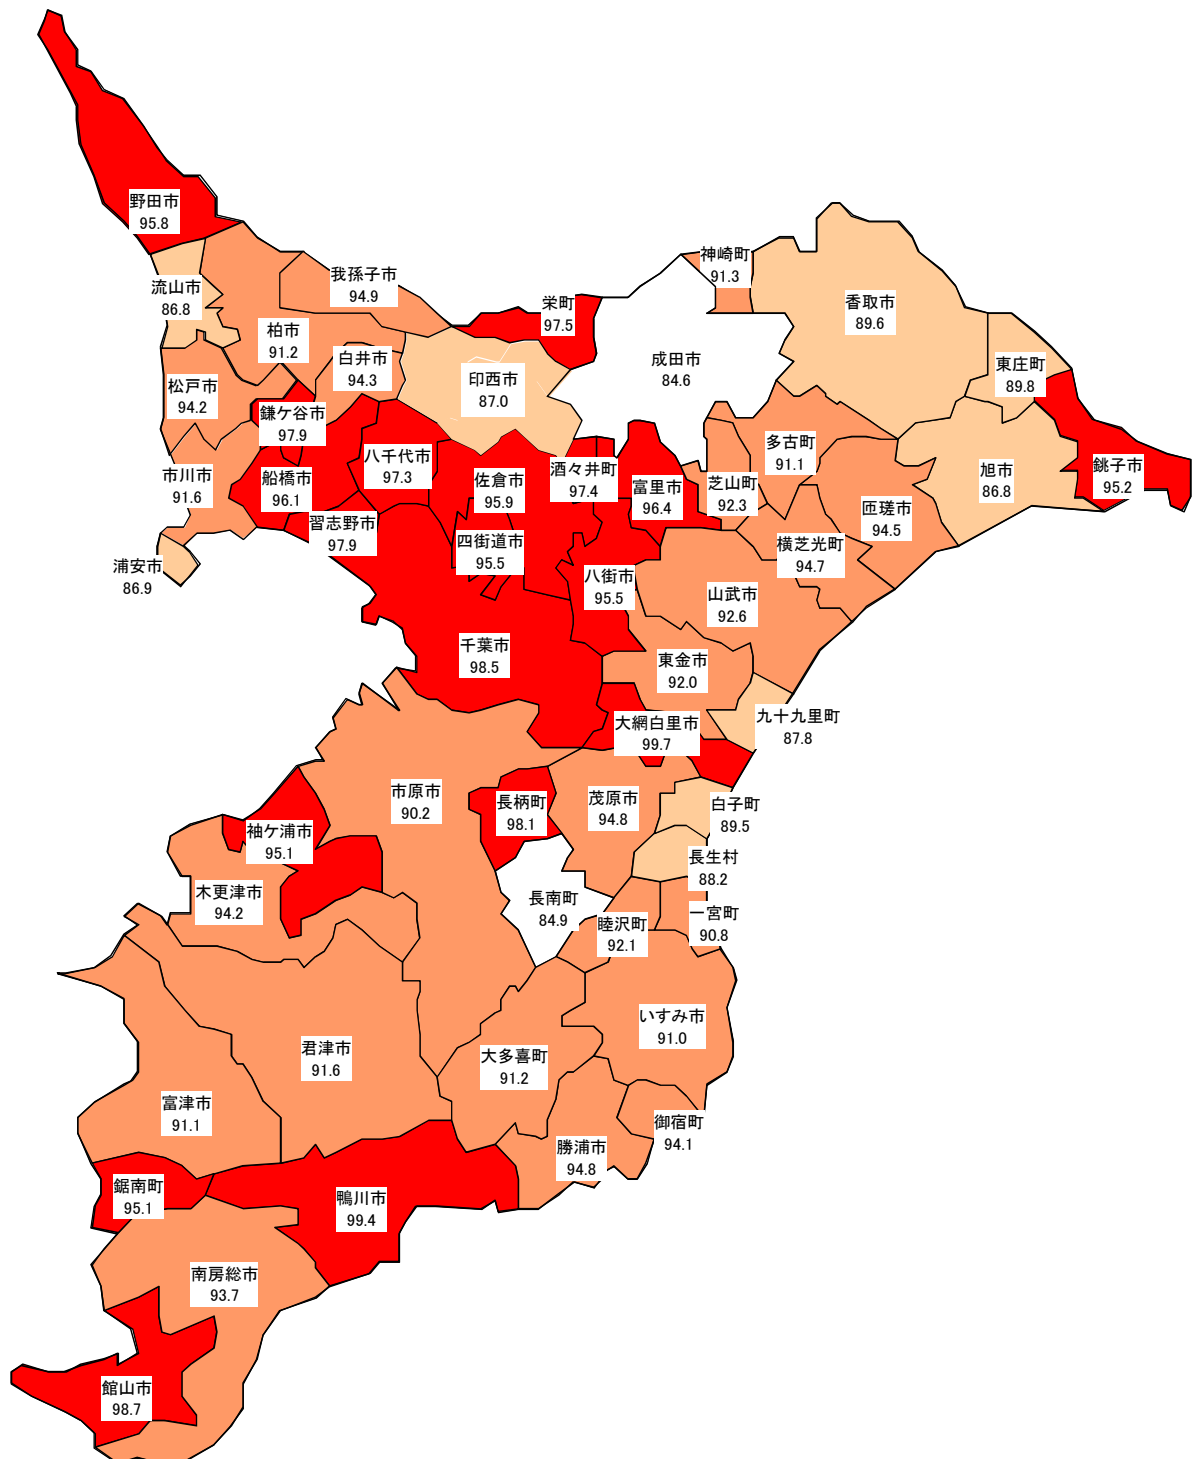 野田市
95.8
流山市
86.8
我孫子市
94.9
柏市
91.2
白井市
94.3
松戸市
94.2
鎌ケ谷市
97.9
市川市
91.6
船橋市
96.1
八千代市
97.3
習志野市
97.9
浦安市
86.9
栄町
97.5
印西市
87.0
成田市
84.6
神崎町
91.3
香取市
89.6
東庄町
89.8
銚子市
95.2
旭市
86.8
多古町
91.1
匝瑳市
94.5
芝山町
92.3
横芝光町
94.7
佐倉市
95.9
酒々井町
97.4
富里市
96.4
四街道市
95.5
八街市
95.5
山武市
92.6
千葉市
98.5
東金市
92.0
大網白里市
99.7
九十九里町
87.8
市原市
90.2
長柄町
98.1
茂原市
94.8
白子町
89.5
長生村
88.2
袖ケ浦市
95.1
木更津市
94.2
長南町
84.9
睦沢町
92.1
一宮町
90.8
いすみ市
91.0
君津市
91.6
大多喜町
91.2
富津市
91.1
勝浦市
94.8
御宿町
94.1
鋸南町
95.1
鴨川市
99.4
南房総市
93.7
館山市
98.7